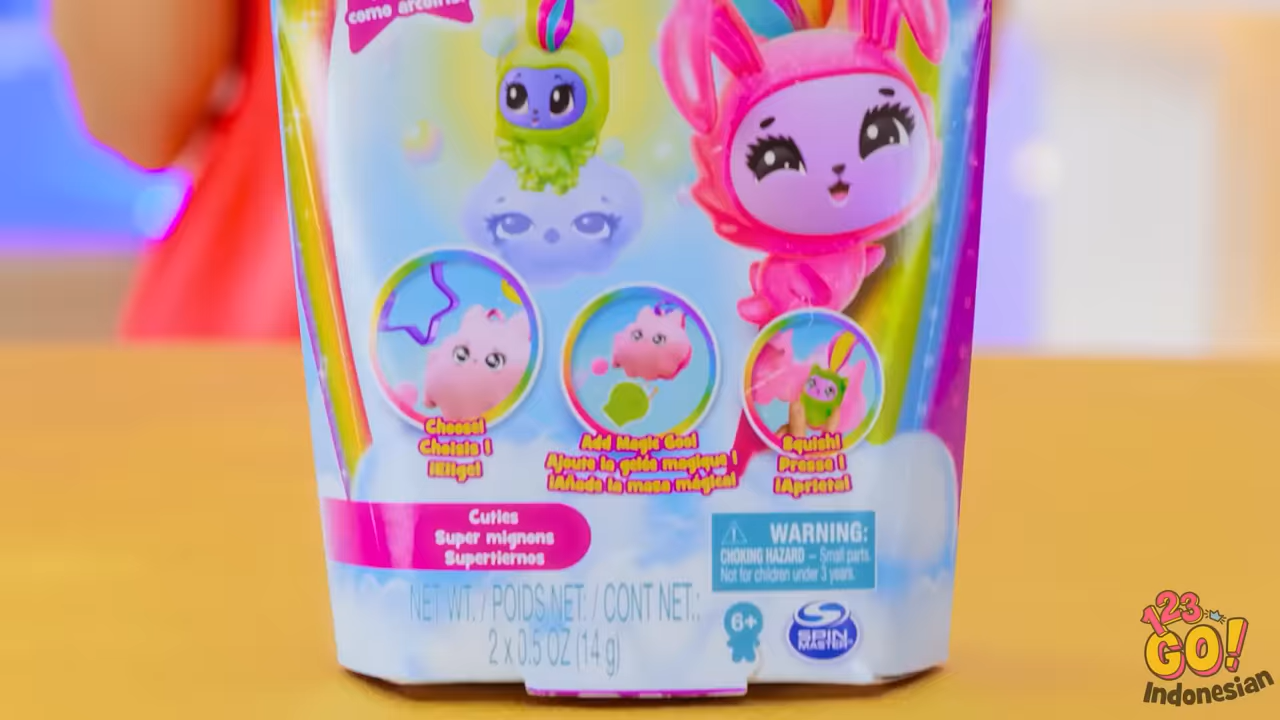 como arcoíris!
Choose!
Choisis !
¡Elige!
Add Magic Goo!
Ajoute la gelée magique !
¡Añade la masa mágica!
Squish!
Presse !
¡Aprieta!
Cuties
Super mignons
Supertiernos
WARNING:
CHOKING HAZARD – Small parts.
Not for children under 3 years.
NET WT. / POIDS NET: / CONT NET.:
2 x 0.5 OZ (14 g)
6+
SPIN
MASTER
123
GO!
Indonesian